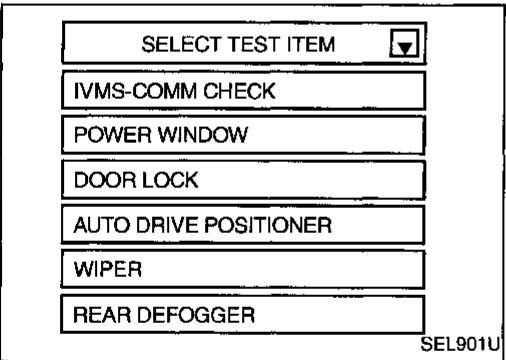 SELECT TEST ITEM
IVMS-COMM CHECK
POWER WINDOW
DOOR LOCK
AUTO DRIVE POSITIONER
WIPER
REAR DEFOGGER
SEL901U